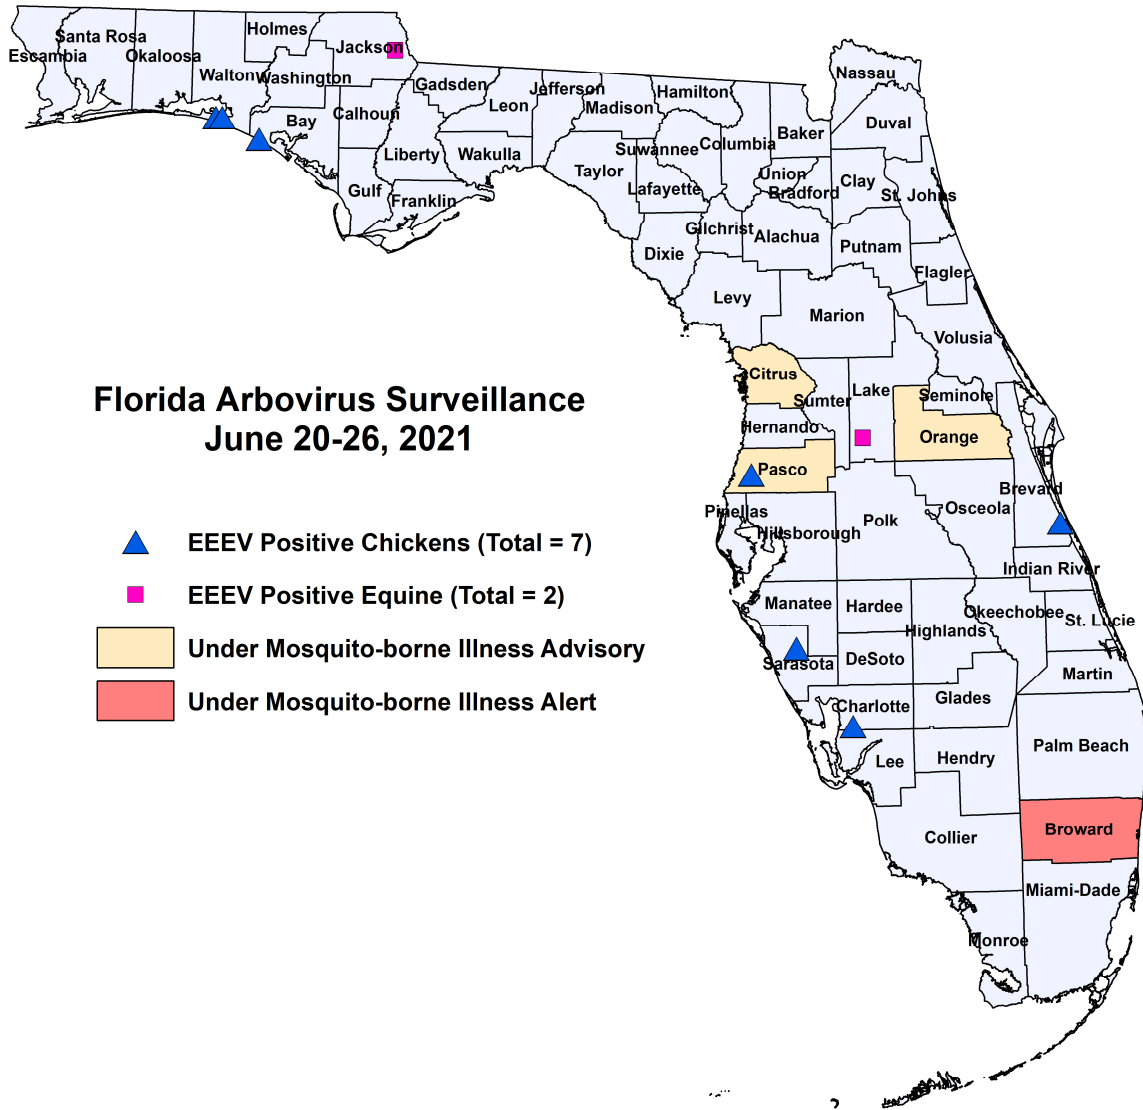 Holmes
Santa Rosa
Jackson
Escambia
Okaloosa
Walton
Washington
Gadsden
Jefferson
Hamilton
Nassau
Leon
Madison
Calhoun
Bay
Duval
Baker
Columbia
Suwannee
Liberty
Wakulla
Taylor
Union
Clay
Lafayette
Bradford
St. Johns
Gulf
Franklin
Gilchrist
Alachua
Putnam
Dixie
Flagler
Levy
Marion
Volusia
Citrus
Lake
Seminole
Sumter
Hernando
Orange
Pasco
Brevard
Osceola
Pinellas
Polk
Hillsborough
Indian River
Manatee
Hardee
Okeechobee
St. Lucie
Highlands
DeSoto
Sarasota
Martin
Glades
Charlotte
Palm Beach
Lee
Hendry
Broward
Collier
Miami-Dade
Monroe
Florida Arbovirus Surveillance
June 20-26, 2021
EEEV Positive Chickens (Total = 7)
EEEV Positive Equine (Total = 2)
Under Mosquito-borne Illness Advisory
Under Mosquito-borne Illness Alert